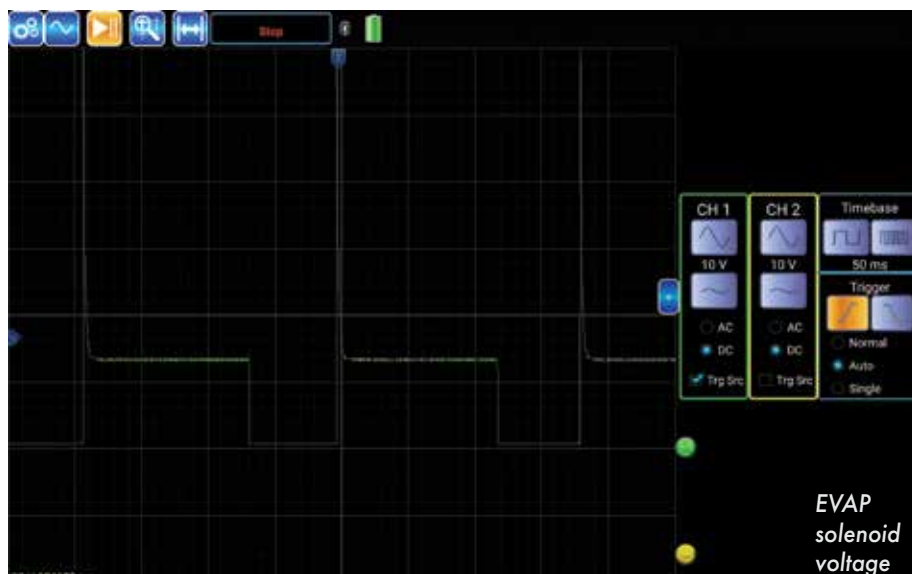 Stop
CH 1
CH 2
Timebase
10 V
10 V
50 ms
Trigger
AC
AC
Normal
DC
DC
Auto
Trg Src
Trg Src
Single
EVAP
solenoid
voltage